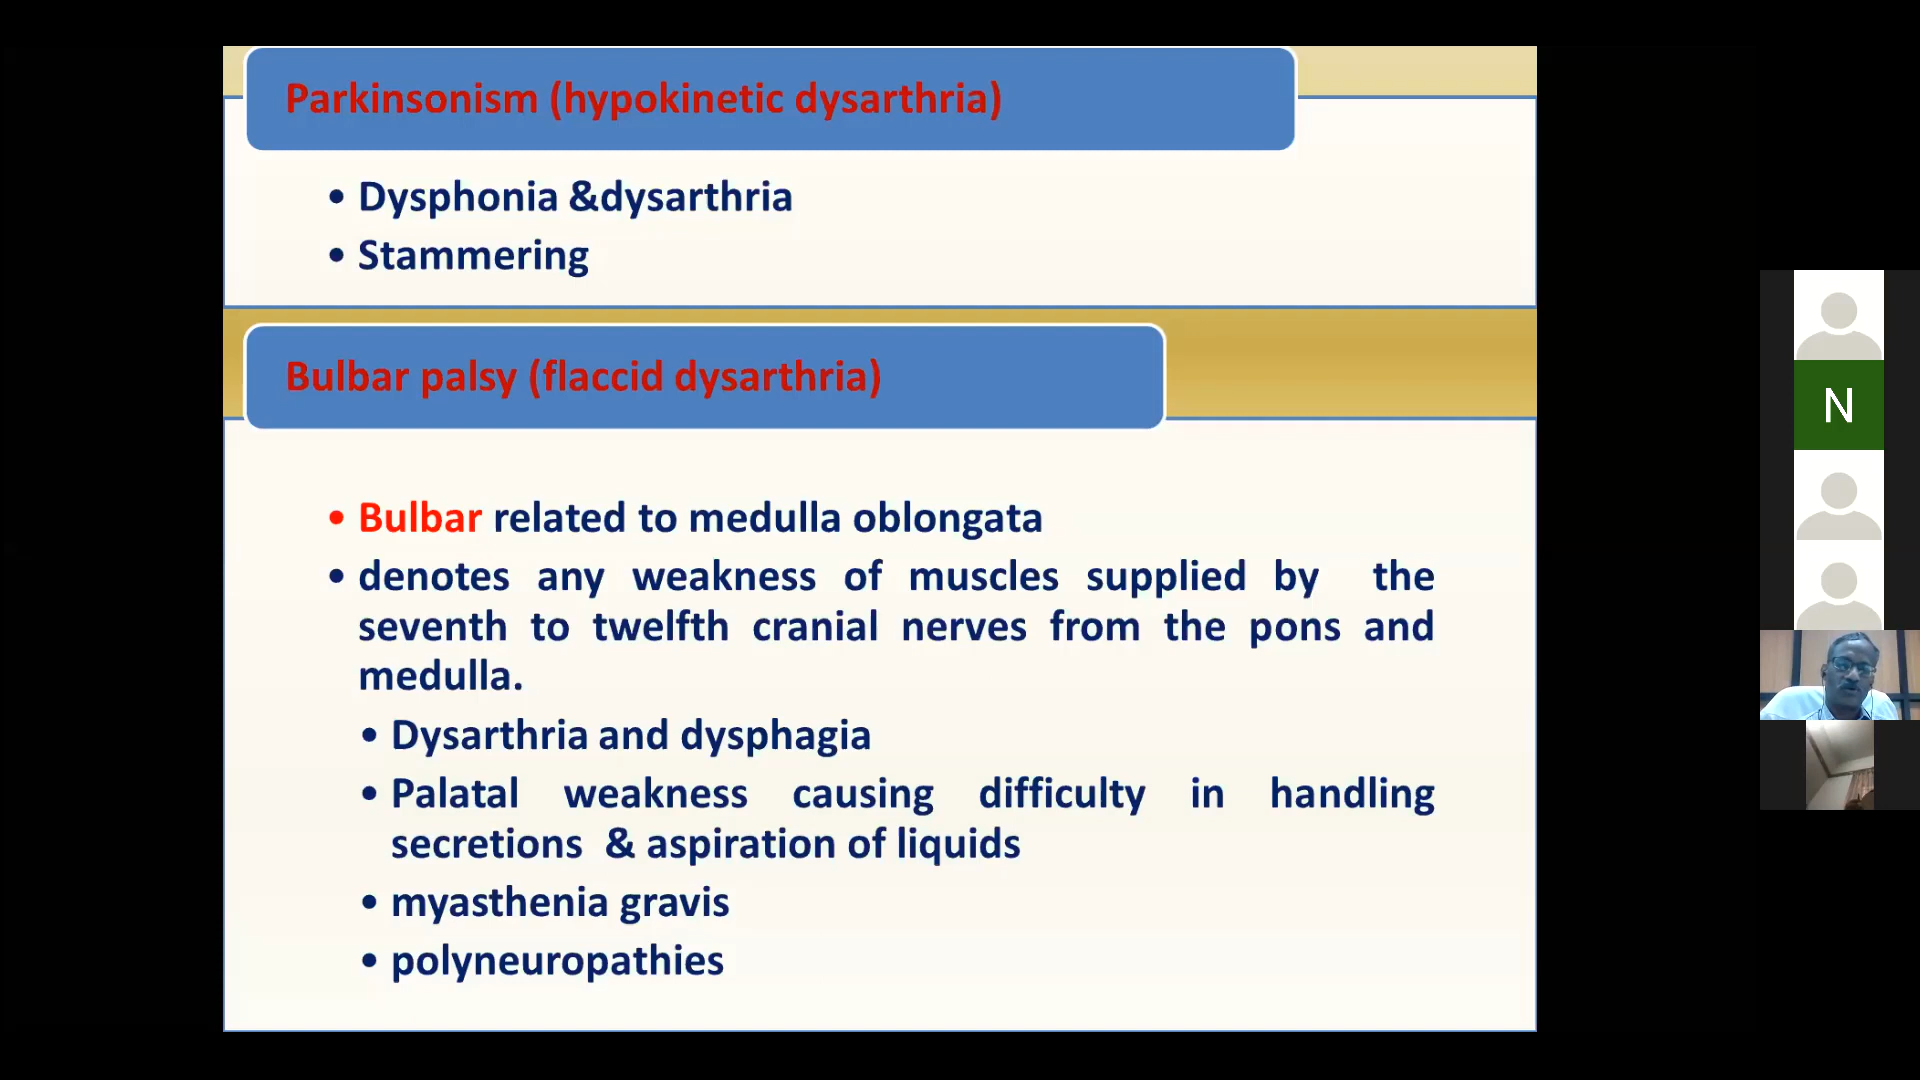 Parkinsonism (hypokinetic dysarthria)
• Dysphonia &dysarthria
• Stammering
Bulbar palsy (flaccid dysarthria)
• Bulbar related to medulla oblongata
• denotes any weakness of muscles supplied by the
seventh to twelfth cranial nerves from the pons and
medulla.
• Dysarthria and dysphagia
• Palatal weakness causing difficulty in handling
secretions & aspiration of liquids
• myasthenia gravis
• polyneuropathies
N